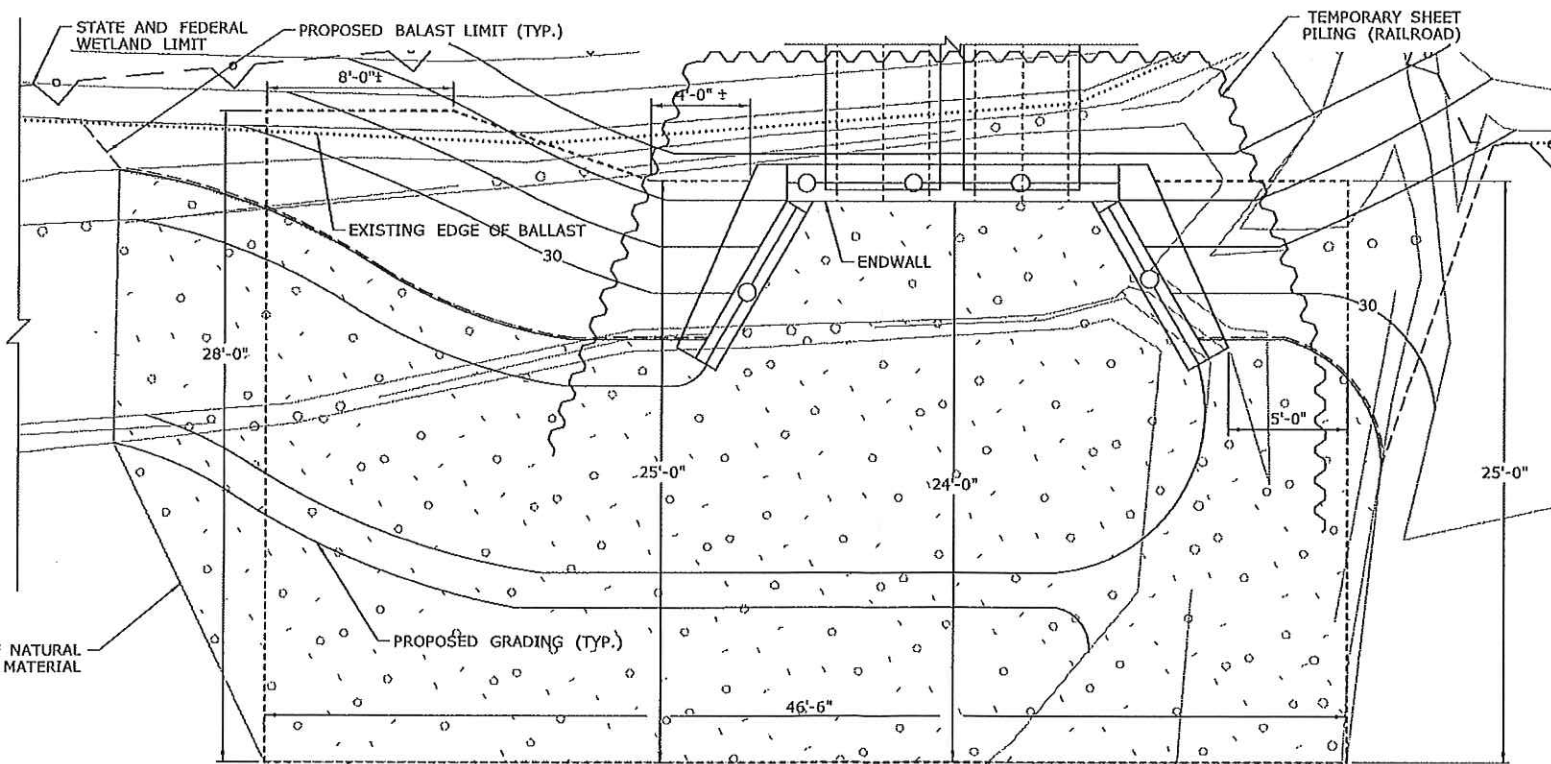 STATE AND FEDERAL
WETLAND LIMIT
PROPOSED BALAST LIMIT (TYP.)
TEMPORARY SHEET
PILING (RAILROAD)
8'-0"±
4'-0" ±
EXISTING EDGE OF BALLAST
30
ENDWALL
30
28'-0"
5'-0"
25'-0"
24'-0"
25'-0"
PROPOSED GRADING (TYP.)
NATURAL
MATERIAL
46'-6"